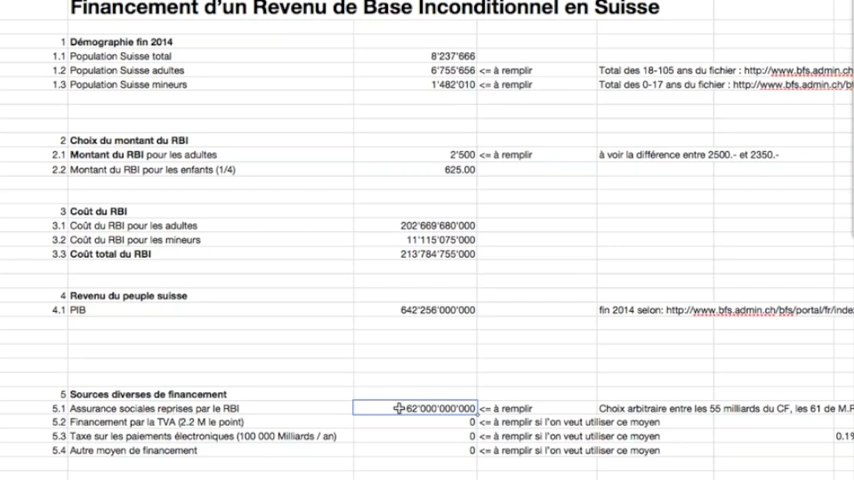 Financement d'un Revenu de Base Inconditionnel en Suisse
1 Démographie fin 2014
1.1 Population Suisse total 8'237'666
1.2 Population Suisse adultes 6'755'656 <= à remplir Total des 18-105 ans du fichier : http://www.bfs.admin.ch
1.3 Population Suisse mineurs 1'482'010 <= à remplir Total des 0-17 ans du fichier : http://www.bfs.admin.ch/bf
2 Choix du montant du RBI
2.1 Montant du RBI pour les adultes 2'500 <= à remplir à voir la différence entre 2500.- et 2350.-
2.2 Montant du RBI pour les enfants (1/4) 625.00
3 Coût du RBI
3.1 Coût du RBI pour les adultes 202'669'680'000
3.2 Coût du RBI pour les mineurs 11'115'075'000
3.3 Coût total du RBI 213'784'755'000
4 Revenu du peuple suisse
4.1 PIB 642'256'000'000 fin 2014 selon: http://www.bfs.admin.ch/bfs/portal/fr/inde
5 Sources diverses de financement
5.1 Assurance sociales reprises par le RBI 62'000'000'000 <= à remplir Choix arbitraire entre les 55 milliards du CF, les 61 de M.P
5.2 Financement par la TVA (2.2 M le point) 0 <= à remplir si l'on veut utiliser ce moyen
5.3 Taxe sur les paiements électroniques (100 000 Milliards / an) 0 <= à remplir si l'on veut utiliser ce moyen 0.1%
5.4 Autre moyen de financement 0 <= à remplir si l'on veut utiliser ce moyen